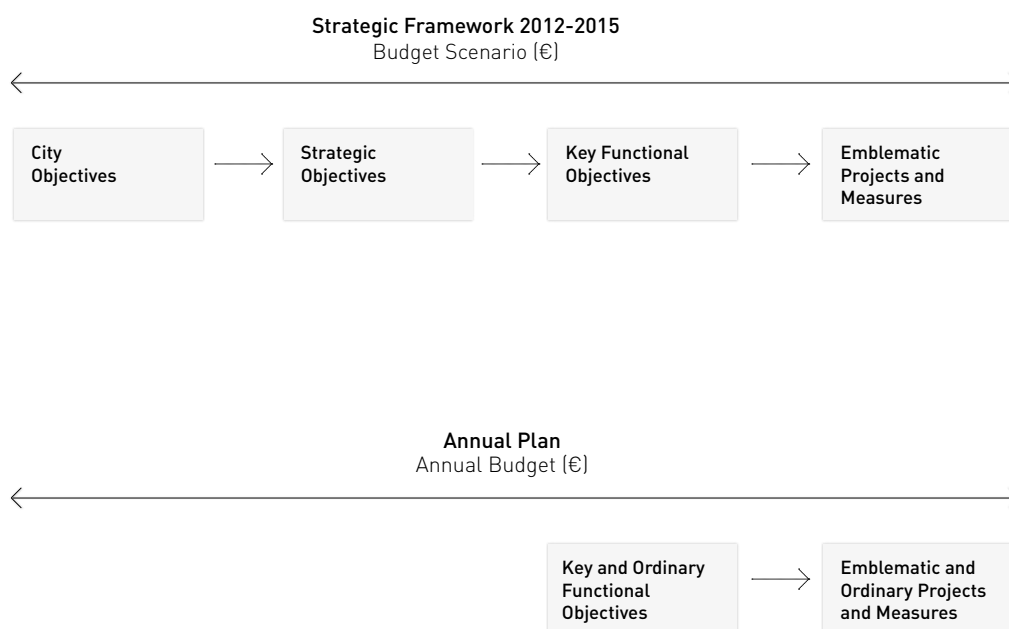 Strategic Framework 2012-2015
Budget Scenario (€)
City
Objectives
Strategic
Objectives
Key Functional
Objectives
Emblematic
Projects and
Measures
Annual Plan
Annual Budget (€)
Key and Ordinary
Functional
Objectives
Emblematic and
Ordinary Projects
and Measures